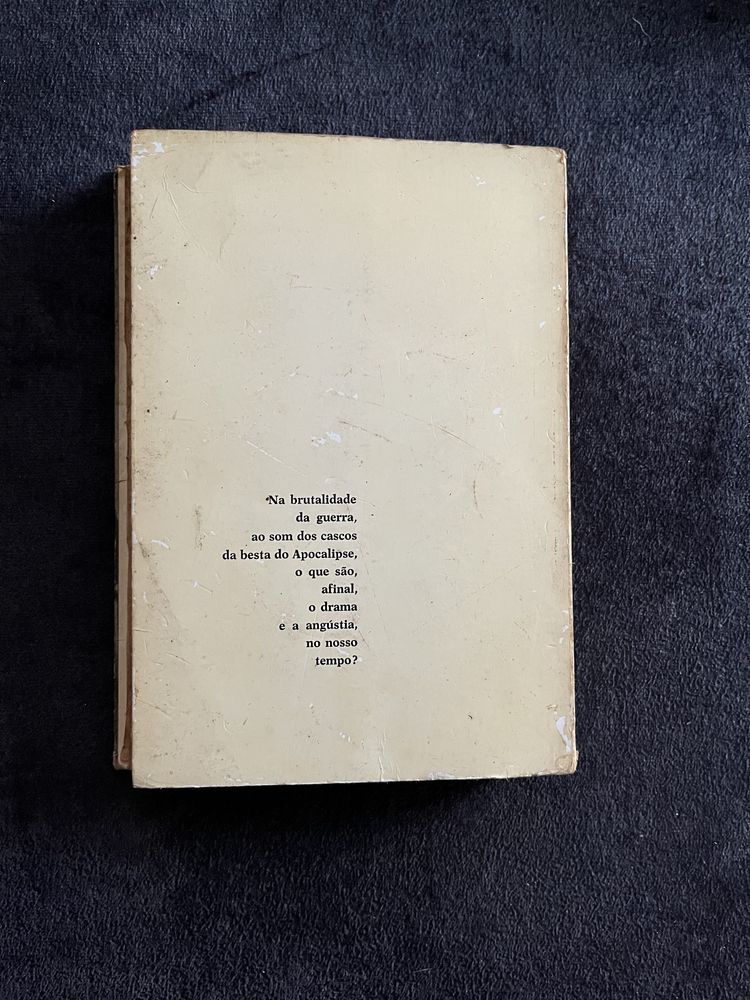 Na brutalidade
da guerra,
ao som dos cascos
da besta do Apocalipse,
o que são,
afinal,
o drama
e a angústia,
no nosso
tempo?